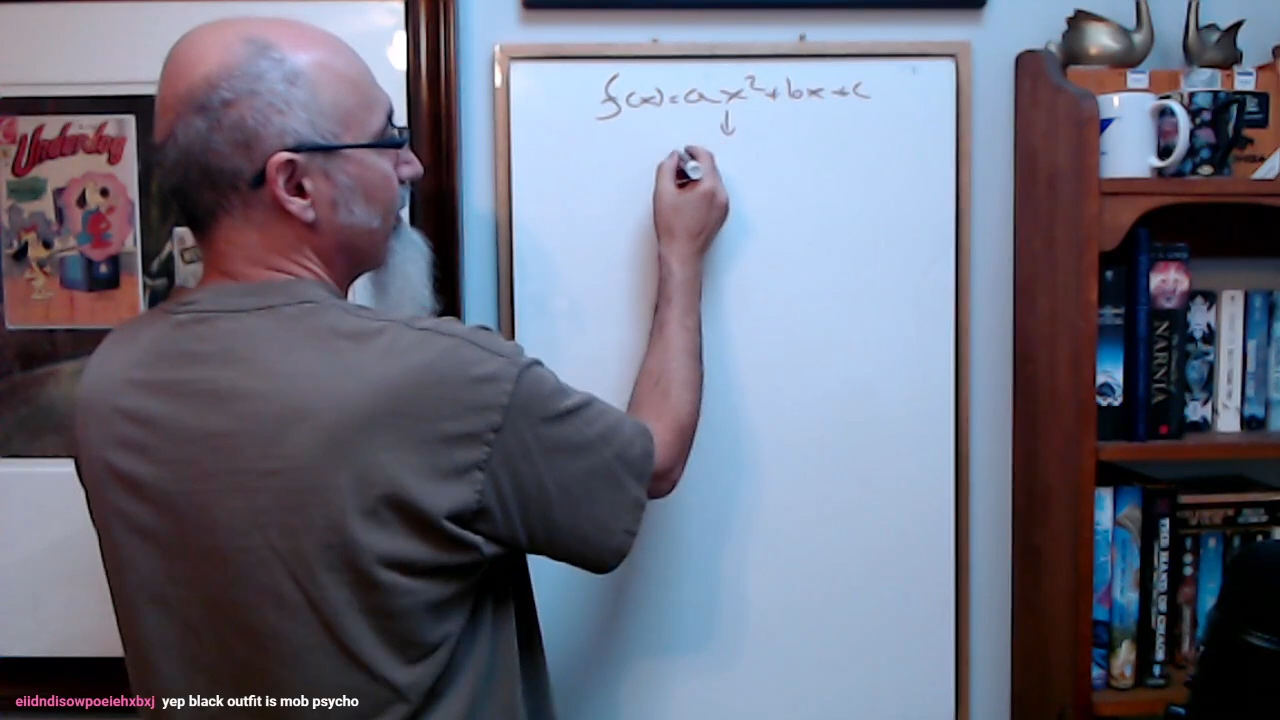 f(x)=ax²+bx+c
Underdog
NARNIA
eiidndisowpoeiehxbxj yep black outfit is mob psycho